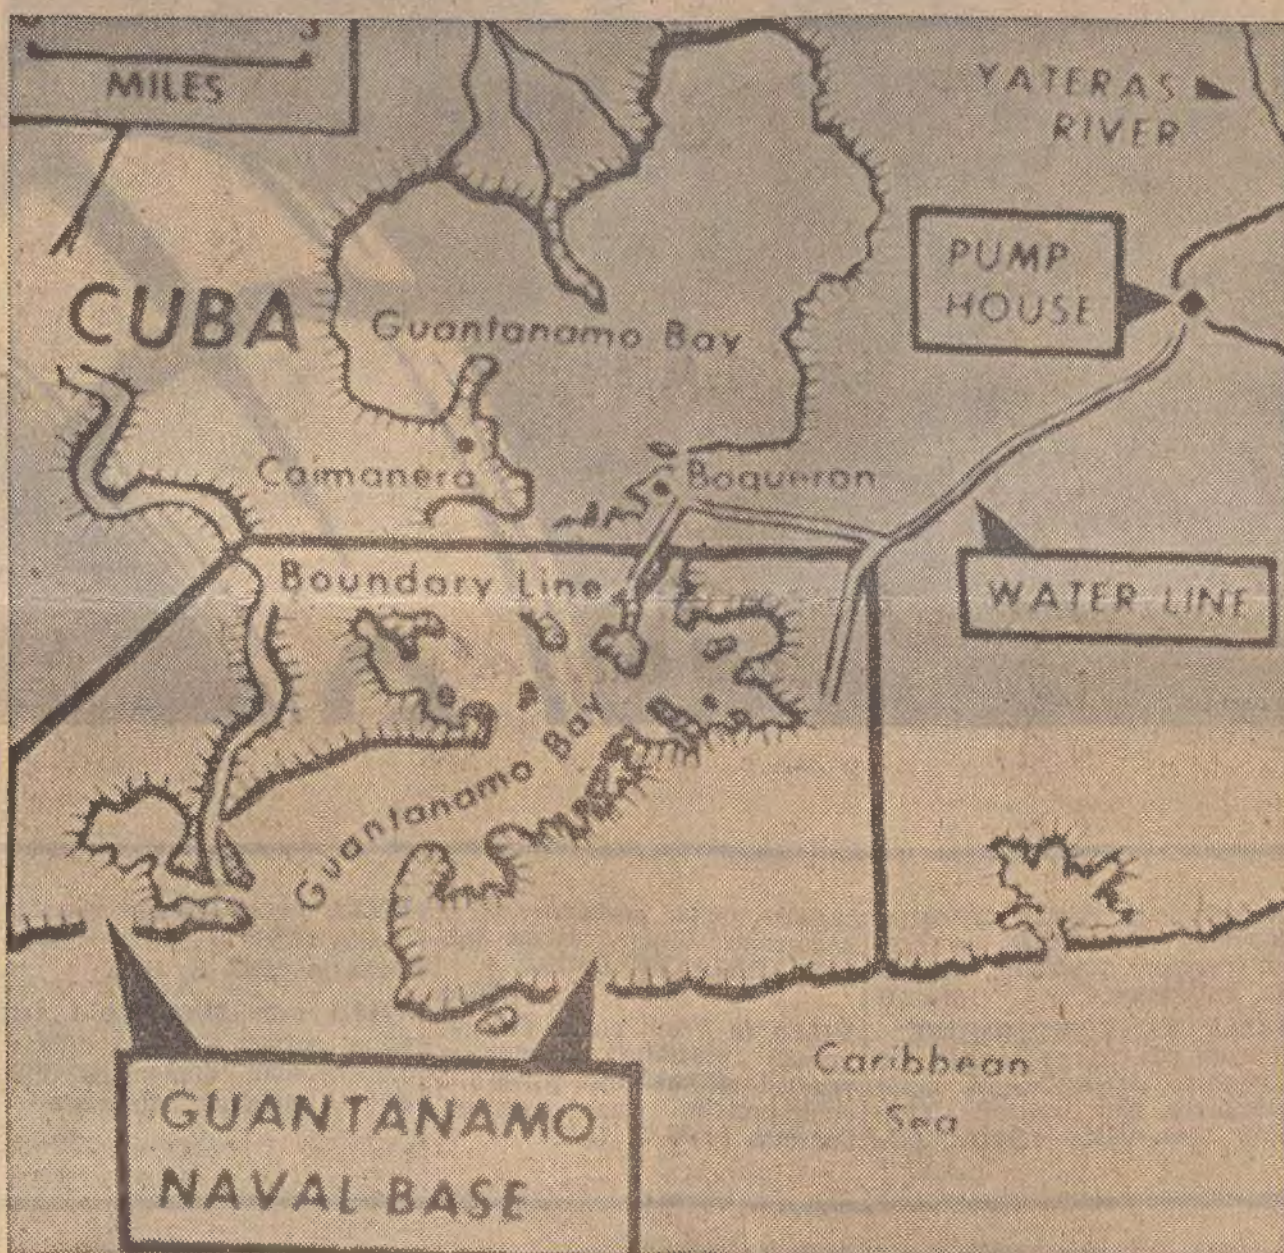 MILES
YATERAS
RIVER
PUMP
HOUSE
CUBA
Guantanamo Bay
Caimanera
Boqueron
Boundary Line
WATER LINE
Guantanamo Bay
GUANTANAMO
NAVAL BASE
Caribbean
Sea